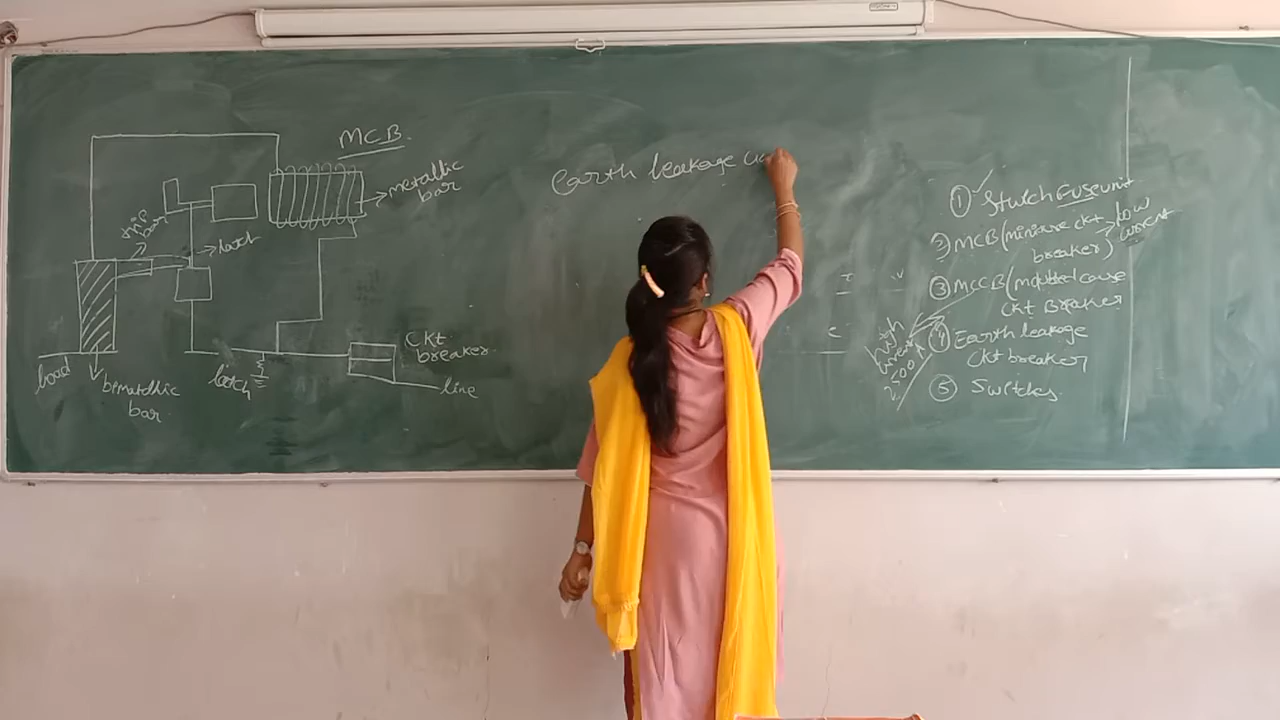 MCB
metallic
bar
trip
bar
latch
Ckt
breaker
load
bimetallic
bar
latch
line
Earth leakage
① Switch Fuse unit
② MCB (miniature ckt
breaker) → low
current
③ MCCB (moulded case
Ckt Breaker
④ Earth leakage
Ckt breaker
⑤ Switches.
high
2500 A